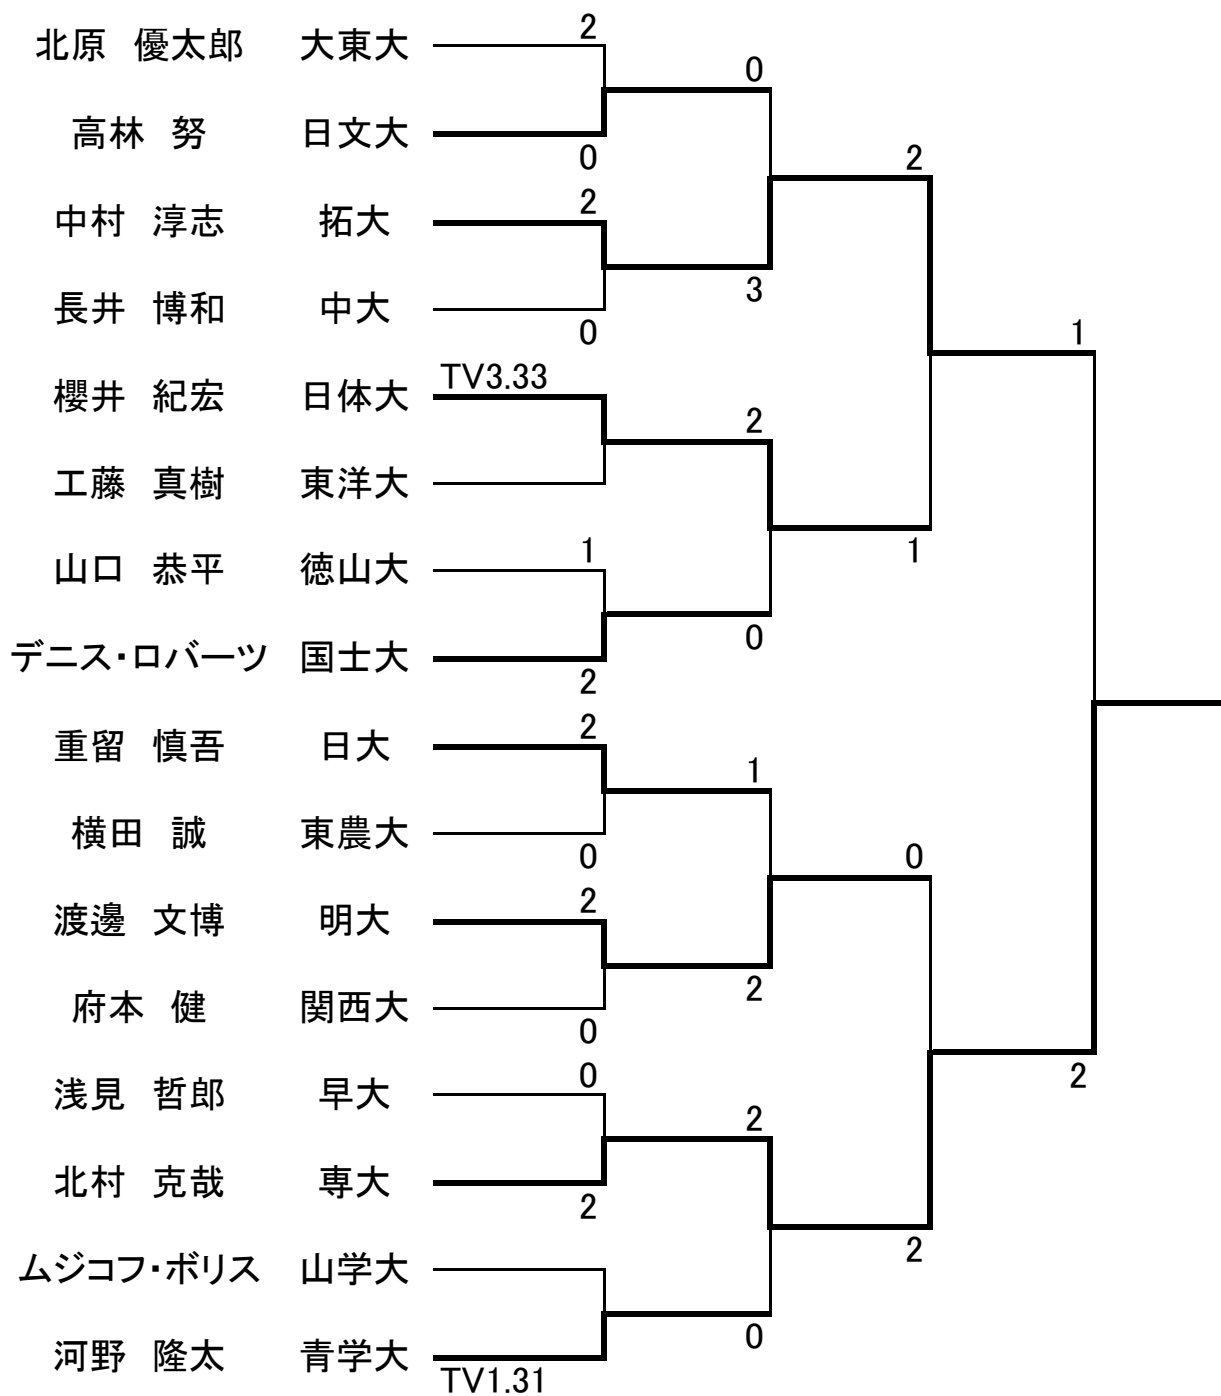 北原　優太郎　大東大　2
0
高林　努　日文大
0
2
2
中村　淳志　拓大
3
長井　博和　中大
0
1
TV3.33
櫻井　紀宏　日体大
2
工藤　真樹　東洋大
1
山口　恭平　徳山大　1
0
デニス・ロバーツ　国士大
2
2
重留　慎吾　日大
1
横田　誠　東農大
0
0
2
渡邊　文博　明大
2
府本　健　関西大
0
0
2
浅見　哲郎　早大
2
北村　克哉　専大
2
2
ムジコフ・ボリス　山学大
0
河野　隆太　青学大
TV1.31